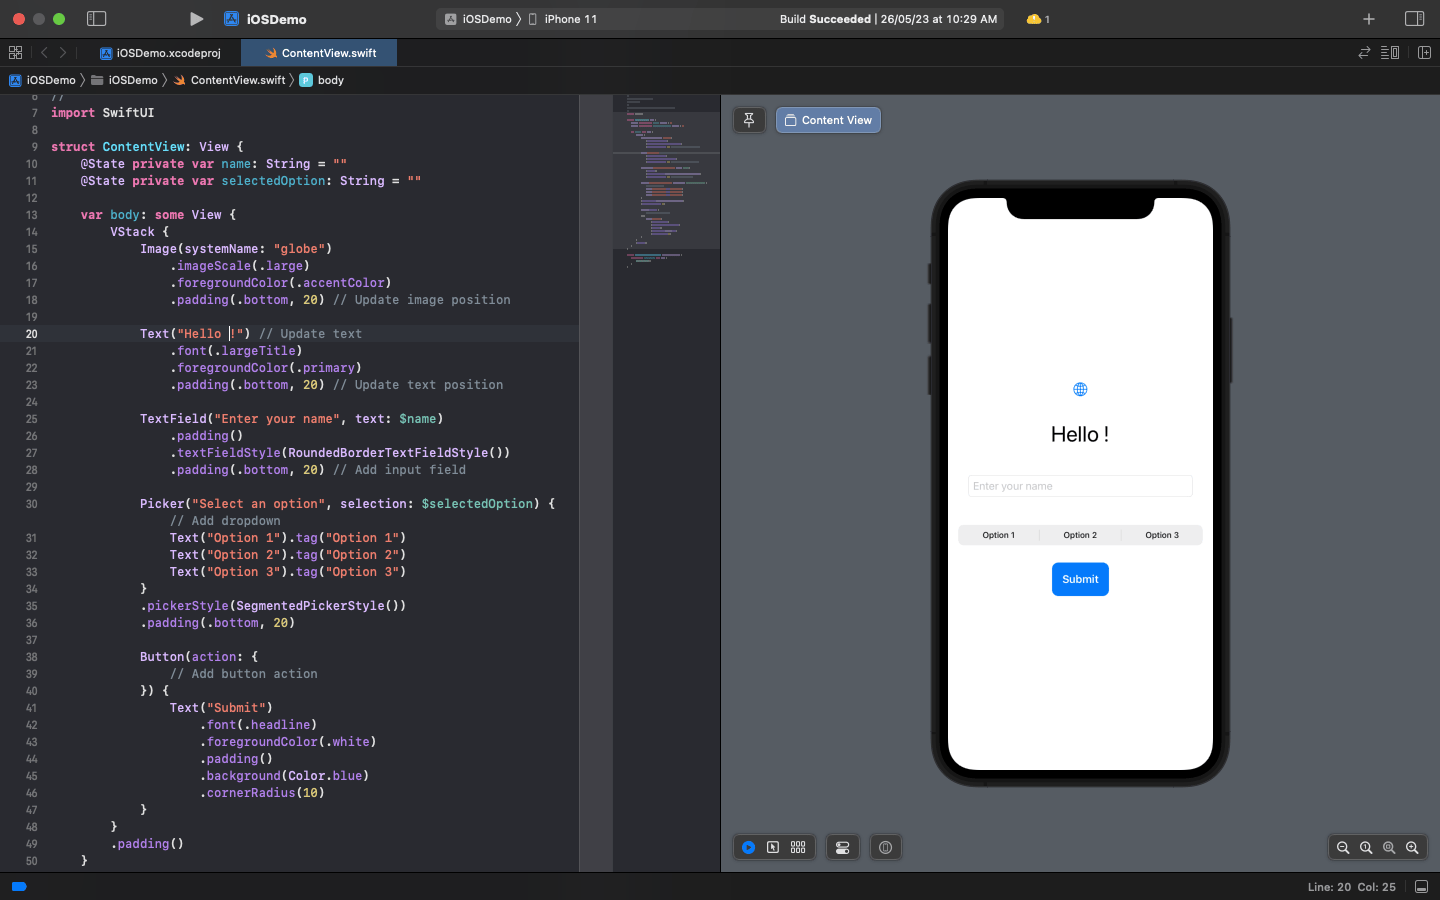 iOSDemo
iOSDemo
iPhone 11
Build Succeeded | 26/05/23 at 10:29 AM
1
iOSDemo.xcodeproj
ContentView.swift
iOSDemo
iOSDemo
ContentView.swift
P body
6 //
7 import SwiftUI
8
9 struct ContentView: View {
10 @State private var name: String = ""
11 @State private var selectedOption: String = ""
12
13 var body: some View {
14 VStack {
15 Image(systemName: "globe")
16 .imageScale(.large)
17 .foregroundColor(.accentColor)
18 .padding(.bottom, 20) // Update image position
19
20 Text("Hello !") // Update text
21 .font(.largeTitle)
22 .foregroundColor(.primary)
23 .padding(.bottom, 20) // Update text position
24
25 TextField("Enter your name", text: $name)
26 .padding()
27 .textFieldStyle(RoundedBorderTextFieldStyle())
28 .padding(.bottom, 20) // Add input field
29
30 Picker("Select an option", selection: $selectedOption) {
// Add dropdown
31 Text("Option 1").tag("Option 1")
32 Text("Option 2").tag("Option 2")
33 Text("Option 3").tag("Option 3")
34 }
35 .pickerStyle(SegmentedPickerStyle())
36 .padding(.bottom, 20)
37
38 Button(action: {
39 // Add button action
40 }) {
41 Text("Submit")
42 .font(.headline)
43 .foregroundColor(.white)
44 .padding()
45 .background(Color.blue)
46 .cornerRadius(10)
47 }
48 }
49 .padding()
50 }
Content View
Hello !
Enter your name
Option 1 Option 2 Option 3
Submit
Line: 20 Col: 25